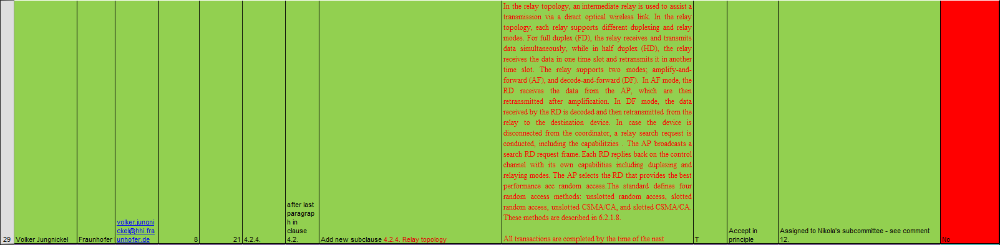 In the relay topology, an intermediate relay is used to assist a
transmission via a direct optical wireless link. In the relay
topology, each relay supports different duplexing and relay
modes. For full duplex (FD), the relay receives and transmits
data simultaneously, while in half duplex (HD), the relay
receives the data in one time slot and retransmits it in another
time slot. The relay supports two modes; amplify-and-
forward (AF), and decode-and-forward (DF). In AF mode, the
RD receives the data from the AP, which are then
retransmitted after amplification. In DF mode, the data
received by the RD is decoded and then retransmitted from the
relay to the destination device. In case the device is
disconnected from the coordinator, a relay search request is
conducted, including the capabilitzies . The AP broadcasts a
search RD request frame. Each RD replies back on the control
channel with its own capabilities including duplexing and
relaying modes. The AP selects the RD that provides the best
performance acc random access.The standard defines four
random access methods: unslotted random access, slotted
random access, unslotted CSMA/CA, and slotted CSMA/CA.
These methods are described in 6.2.1.8.
All transactions are completed by the time of the next
29
Volker Jungnickel
Fraunhofer
volker.jungni
ckel@hhi.fra
unhofer.de
8
21
4.2.4.
after last
paragrap
h in
clause
4.2.
Add new subclause 4.2.4. Relay topology
T
Accept in
principle
Assigned to Nikola's subcommittee - see comment
12.
No